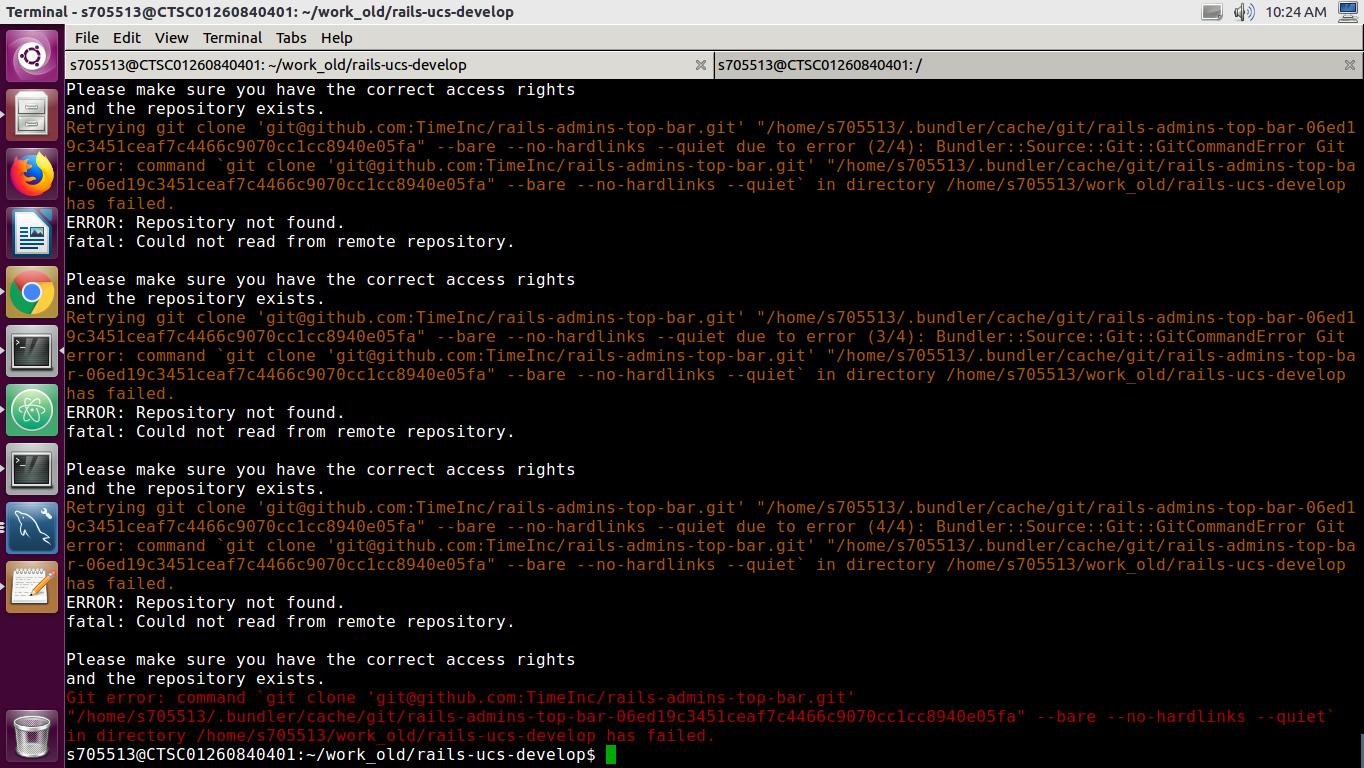 Terminal - s705513@CTSC01260840401: ~/work_old/rails-ucs-develop
10:24 AM
File Edit View Terminal Tabs Help
s705513@CTSC01260840401: ~/work_old/rails-ucs-develop
s705513@CTSC01260840401: /
Please make sure you have the correct access rights
and the repository exists.
Retrying git clone 'git@github.com:TimeInc/rails-admins-top-bar.git' "/home/s705513/.bundler/cache/git/rails-admins-top-bar-06ed1
9c3451ceaf7c4466c9070cc1cc8940e05fa" --bare --no-hardlinks --quiet due to error (2/4): Bundler::Source::Git::GitCommandError Git
error: command `git clone 'git@github.com:TimeInc/rails-admins-top-bar.git' "/home/s705513/.bundler/cache/git/rails-admins-top-ba
r-06ed19c3451ceaf7c4466c9070cc1cc8940e05fa" --bare --no-hardlinks --quiet` in directory /home/s705513/work_old/rails-ucs-develop
has failed.
ERROR: Repository not found.
fatal: Could not read from remote repository.
Please make sure you have the correct access rights
and the repository exists.
Retrying git clone 'git@github.com:TimeInc/rails-admins-top-bar.git' "/home/s705513/.bundler/cache/git/rails-admins-top-bar-06ed1
9c3451ceaf7c4466c9070cc1cc8940e05fa" --bare --no-hardlinks --quiet due to error (3/4): Bundler::Source::Git::GitCommandError Git
error: command `git clone 'git@github.com:TimeInc/rails-admins-top-bar.git' "/home/s705513/.bundler/cache/git/rails-admins-top-ba
r-06ed19c3451ceaf7c4466c9070cc1cc8940e05fa" --bare --no-hardlinks --quiet` in directory /home/s705513/work_old/rails-ucs-develop
has failed.
ERROR: Repository not found.
fatal: Could not read from remote repository.
Please make sure you have the correct access rights
and the repository exists.
Retrying git clone 'git@github.com:TimeInc/rails-admins-top-bar.git' "/home/s705513/.bundler/cache/git/rails-admins-top-bar-06ed1
9c3451ceaf7c4466c9070cc1cc8940e05fa" --bare --no-hardlinks --quiet due to error (4/4): Bundler::Source::Git::GitCommandError Git
error: command `git clone 'git@github.com:TimeInc/rails-admins-top-bar.git' "/home/s705513/.bundler/cache/git/rails-admins-top-ba
r-06ed19c3451ceaf7c4466c9070cc1cc8940e05fa" --bare --no-hardlinks --quiet` in directory /home/s705513/work_old/rails-ucs-develop
has failed.
ERROR: Repository not found.
fatal: Could not read from remote repository.
Please make sure you have the correct access rights
and the repository exists.
Git error: command `git clone 'git@github.com:TimeInc/rails-admins-top-bar.git'
"/home/s705513/.bundler/cache/git/rails-admins-top-bar-06ed19c3451ceaf7c4466c9070cc1cc8940e05fa" --bare --no-hardlinks --quiet`
in directory /home/s705513/work_old/rails-ucs-develop has failed.
s705513@CTSC01260840401:~/work_old/rails-ucs-develop$